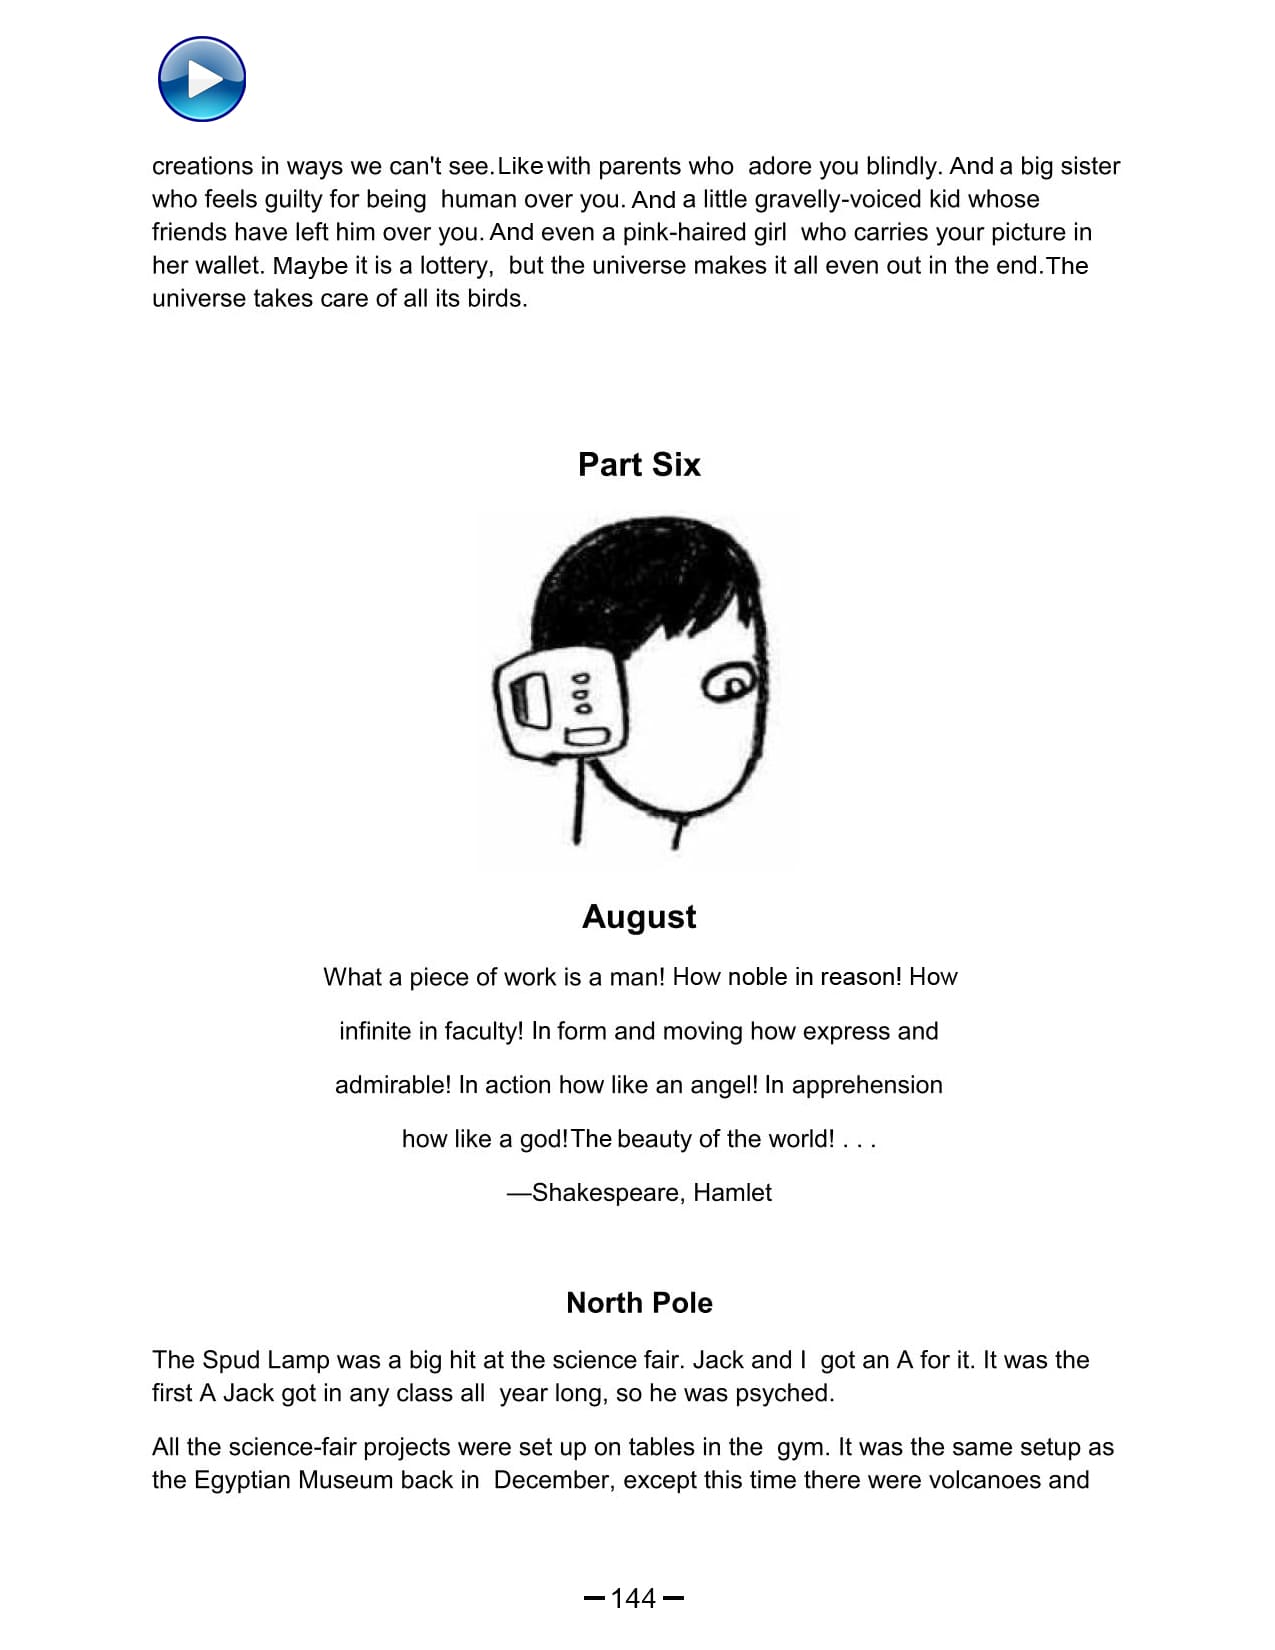 creations in ways we can't see. Like with parents who adore you blindly. And a big sister
who feels guilty for being human over you. And a little gravelly-voiced kid whose
friends have left him over you. And even a pink-haired girl who carries your picture in
her wallet. Maybe it is a lottery, but the universe makes it all even out in the end. The
universe takes care of all its birds.
Part Six
August
What a piece of work is a man! How noble in reason! How
infinite in faculty! In form and moving how express and
admirable! In action how like an angel! In apprehension
how like a god! The beauty of the world! . . .
—Shakespeare, Hamlet
North Pole
The Spud Lamp was a big hit at the science fair. Jack and I got an A for it. It was the
first A Jack got in any class all year long, so he was psyched.
All the science-fair projects were set up on tables in the gym. It was the same setup as
the Egyptian Museum back in December, except this time there were volcanoes and
— 144 —